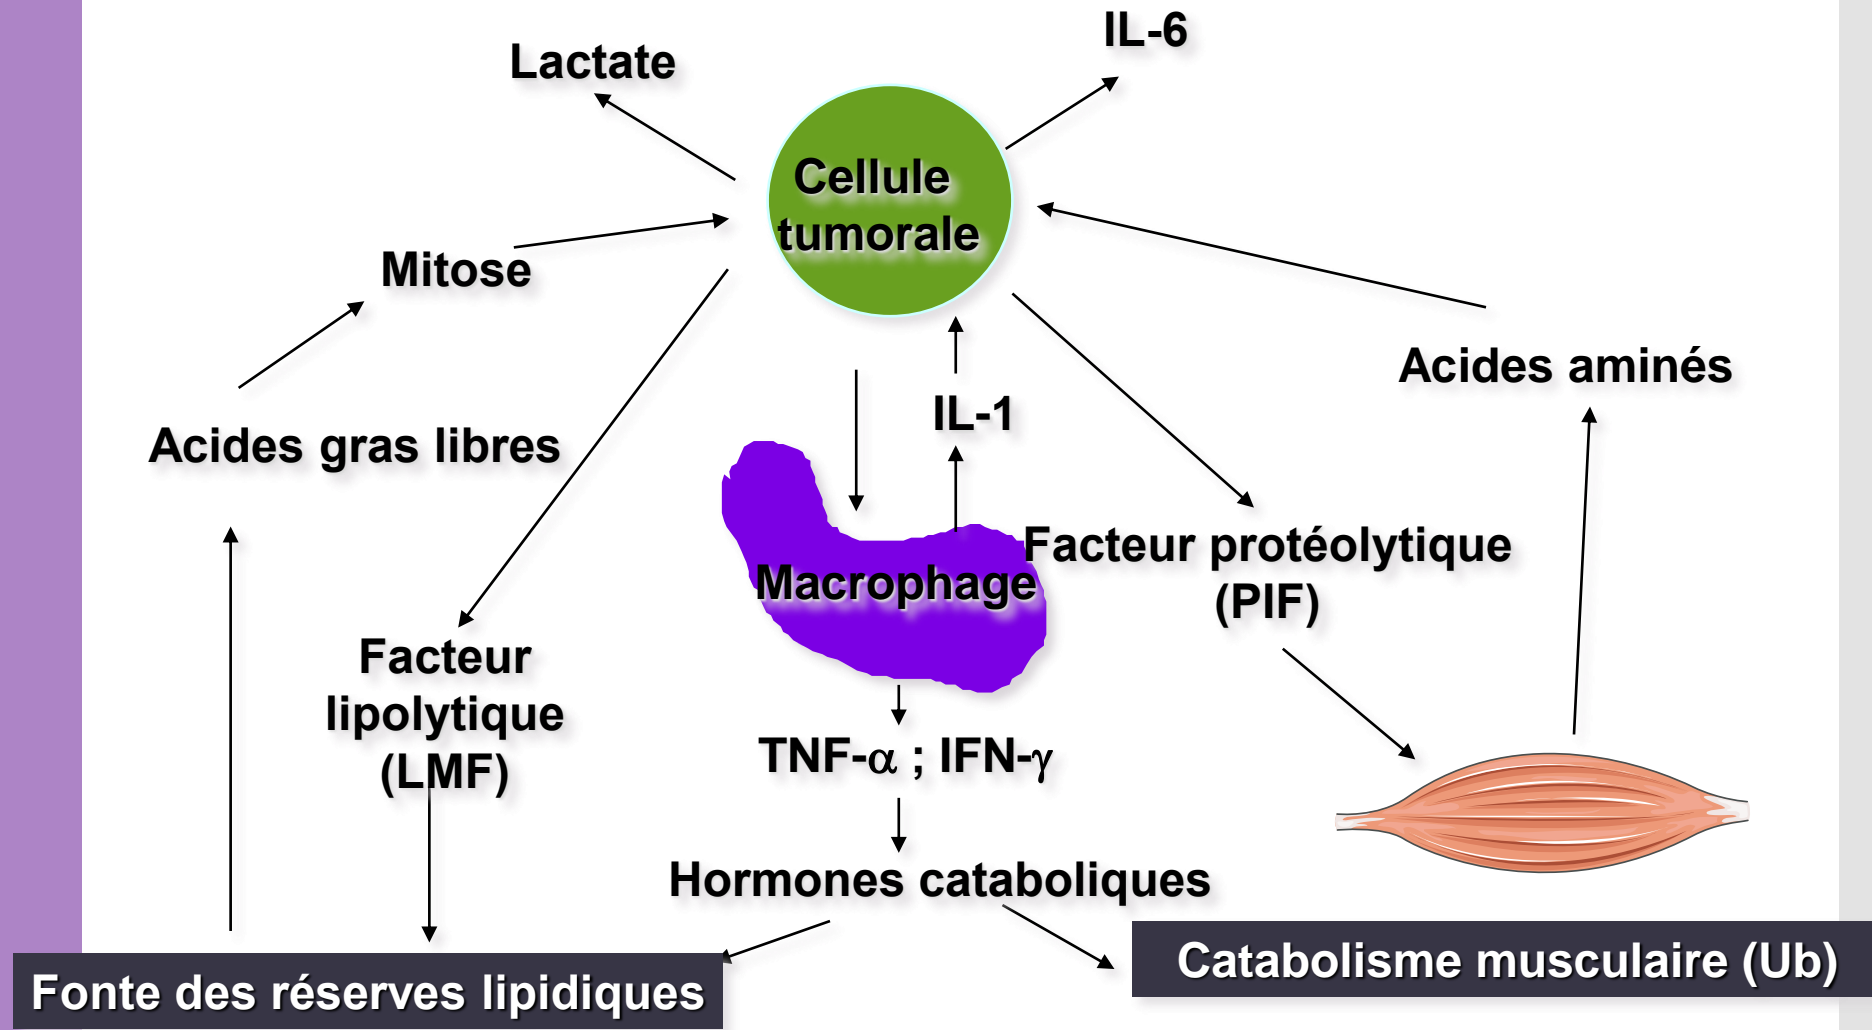 IL-6
Lactate
Cellule
tumorale
Mitose
Acides aminés
IL-1
Acides gras libres
Facteur protéolytique
(PIF)
Macrophage
Facteur
lipolytique
(LMF)
TNF-α ; IFN-γ
Hormones cataboliques
Catabolisme musculaire (Ub)
Fonte des réserves lipidiques